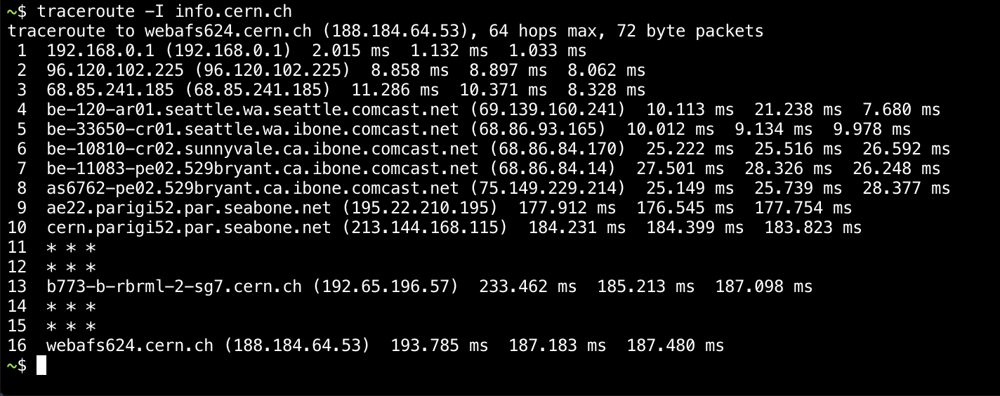 ~$ traceroute -I info.cern.ch
traceroute to webafs624.cern.ch (188.184.64.53), 64 hops max, 72 byte packets
 1  192.168.0.1 (192.168.0.1)  2.015 ms  1.132 ms  1.033 ms
 2  96.120.102.225 (96.120.102.225)  8.858 ms  8.897 ms  8.062 ms
 3  68.85.241.185 (68.85.241.185)  11.286 ms  10.371 ms  8.328 ms
 4  be-120-ar01.seattle.wa.seattle.comcast.net (69.139.160.241)  10.113 ms  21.238 ms  7.680 ms
 5  be-33650-cr01.seattle.wa.ibone.comcast.net (68.86.93.165)  10.012 ms  9.134 ms  9.978 ms
 6  be-10810-cr02.sunnyvale.ca.ibone.comcast.net (68.86.84.170)  25.222 ms  25.516 ms  26.592 ms
 7  be-11083-pe02.529bryant.ca.ibone.comcast.net (68.86.84.14)  27.501 ms  28.326 ms  26.248 ms
 8  as6762-pe02.529bryant.ca.ibone.comcast.net (75.149.229.214)  25.149 ms  25.739 ms  28.377 ms
 9  ae22.parigi52.par.seabone.net (195.22.210.195)  177.912 ms  176.545 ms  177.754 ms
10  cern.parigi52.par.seabone.net (213.144.168.115)  184.231 ms  184.399 ms  183.823 ms
11  * * *
12  * * *
13  b773-b-rbrml-2-sg7.cern.ch (192.65.196.57)  233.462 ms  185.213 ms  187.098 ms
14  * * *
15  * * *
16  webafs624.cern.ch (188.184.64.53)  193.785 ms  187.183 ms  187.480 ms
~$